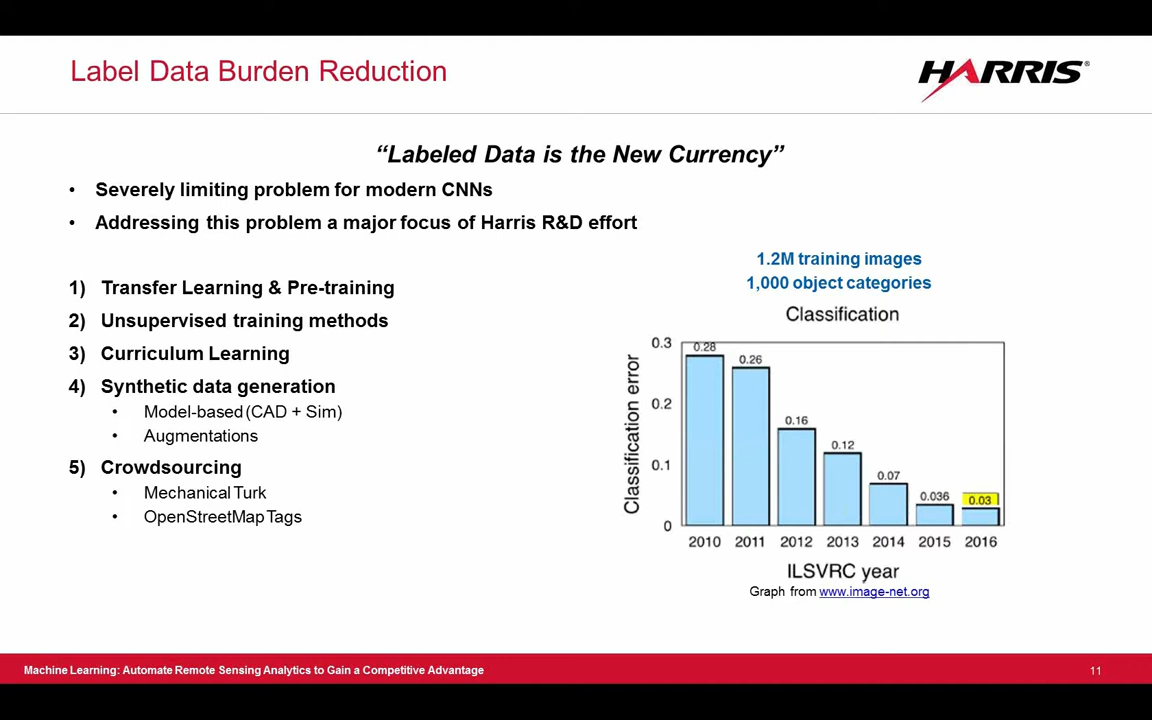 Label Data Burden Reduction
HARRIS®
“Labeled Data is the New Currency”
• Severely limiting problem for modern CNNs
• Addressing this problem a major focus of Harris R&D effort
1) Transfer Learning & Pre-training
2) Unsupervised training methods
3) Curriculum Learning
4) Synthetic data generation
• Model-based (CAD + Sim)
• Augmentations
5) Crowdsourcing
• Mechanical Turk
• OpenStreetMap Tags
1.2M training images
1,000 object categories
Classification
Classification error
0.3
0.2
0.1
0
0.28
0.26
0.16
0.12
0.07
0.036
0.03
2010 2011 2012 2013 2014 2015 2016
ILSVRC year
Graph from www.image-net.org
Machine Learning: Automate Remote Sensing Analytics to Gain a Competitive Advantage
11